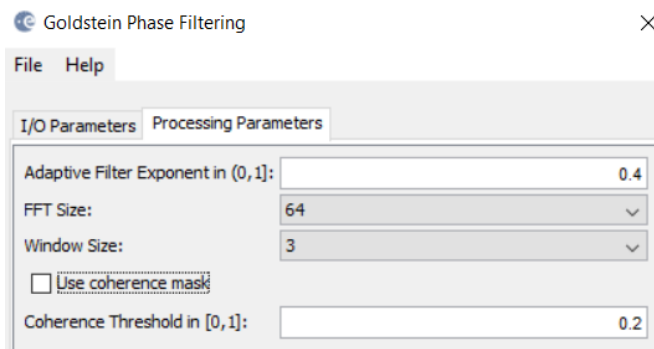 Goldstein Phase Filtering
File Help
I/O Parameters Processing Parameters
Adaptive Filter Exponent in (0,1]: 0.4
FFT Size: 64
Window Size: 3
Use coherence mask
Coherence Threshold in [0,1]: 0.2